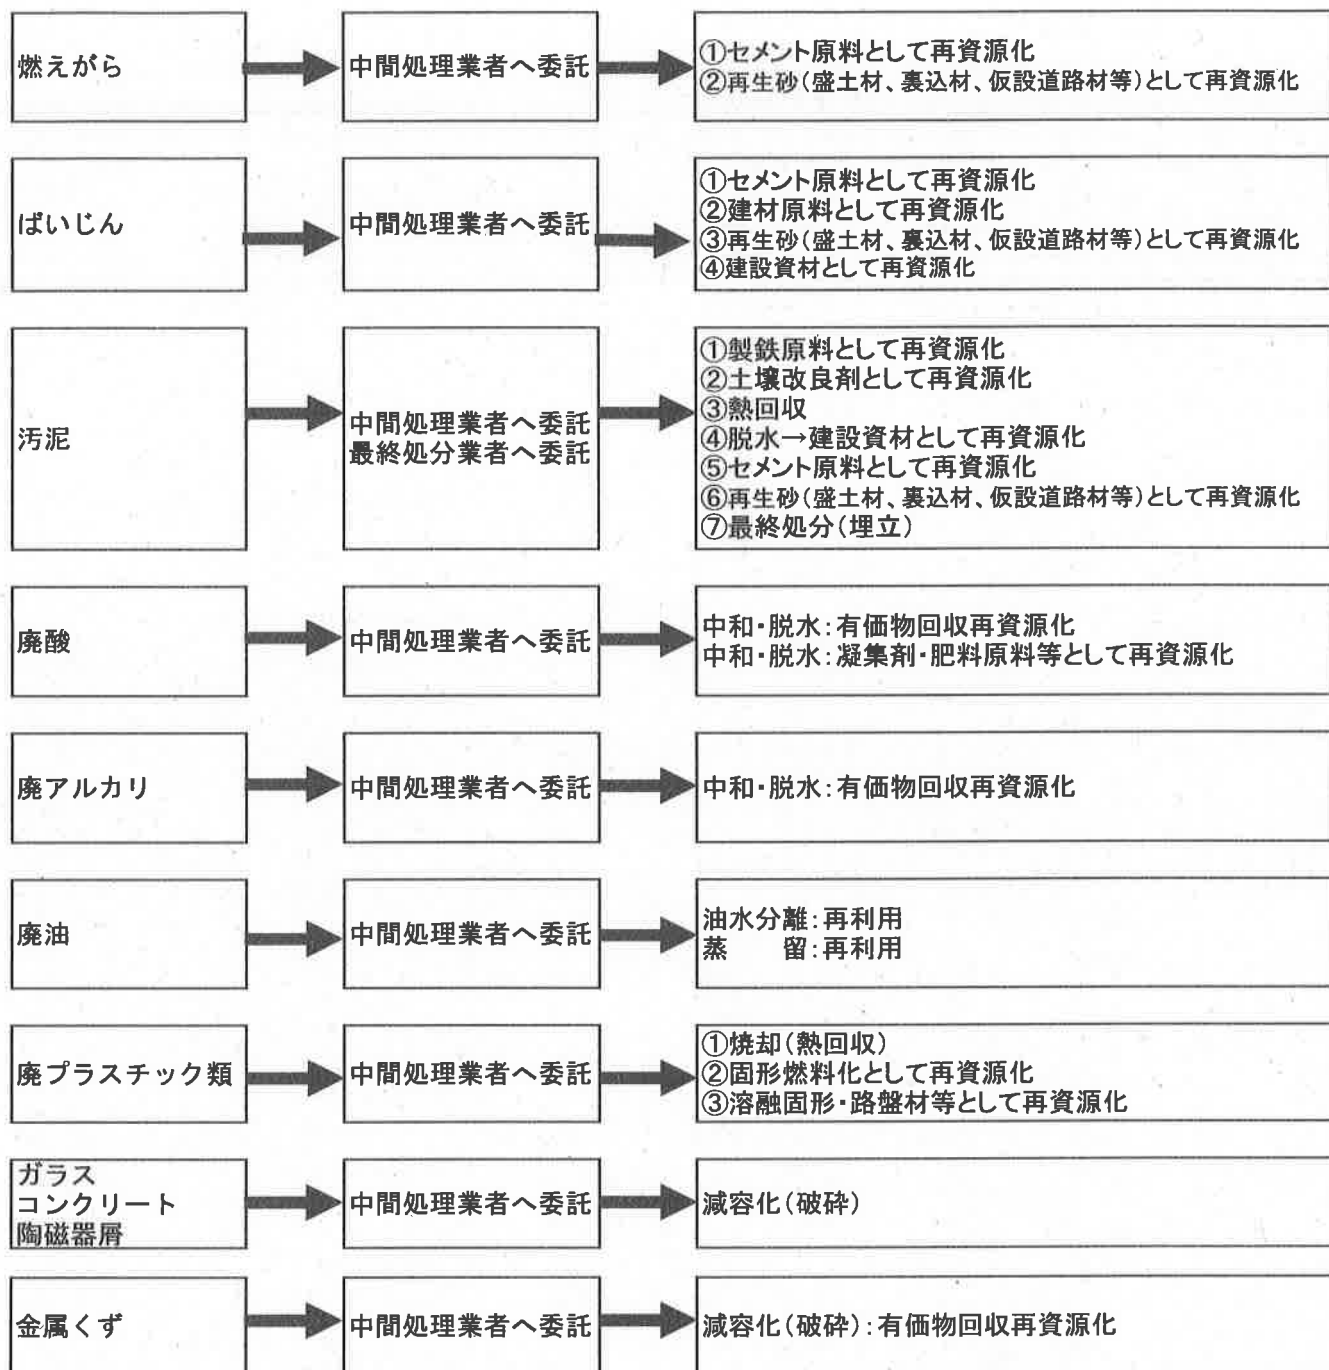 燃えがら
中間処理業者へ委託
①セメント原料として再資源化
②再生砂(盛土材、裏込材、仮設道路材等)として再資源化
ばいじん
中間処理業者へ委託
①セメント原料として再資源化
②建材原料として再資源化
③再生砂(盛土材、裏込材、仮設道路材等)として再資源化
④建設資材として再資源化
汚泥
中間処理業者へ委託
最終処分業者へ委託
①製鉄原料として再資源化
②土壌改良剤として再資源化
③熱回収
④脱水→建設資材として再資源化
⑤セメント原料として再資源化
⑥再生砂(盛土材、裏込材、仮設道路材等)として再資源化
⑦最終処分(埋立)
廃酸
中間処理業者へ委託
中和・脱水:有価物回収再資源化
中和・脱水:凝集剤・肥料原料等として再資源化
廃アルカリ
中間処理業者へ委託
中和・脱水:有価物回収再資源化
廃油
中間処理業者へ委託
油水分離:再利用
蒸　　留:再利用
廃プラスチック類
中間処理業者へ委託
①焼却(熱回収)
②固形燃料化として再資源化
③溶融固形・路盤材等として再資源化
ガラス
コンクリート
陶磁器屑
中間処理業者へ委託
減容化(破砕)
金属くず
中間処理業者へ委託
減容化(破砕):有価物回収再資源化